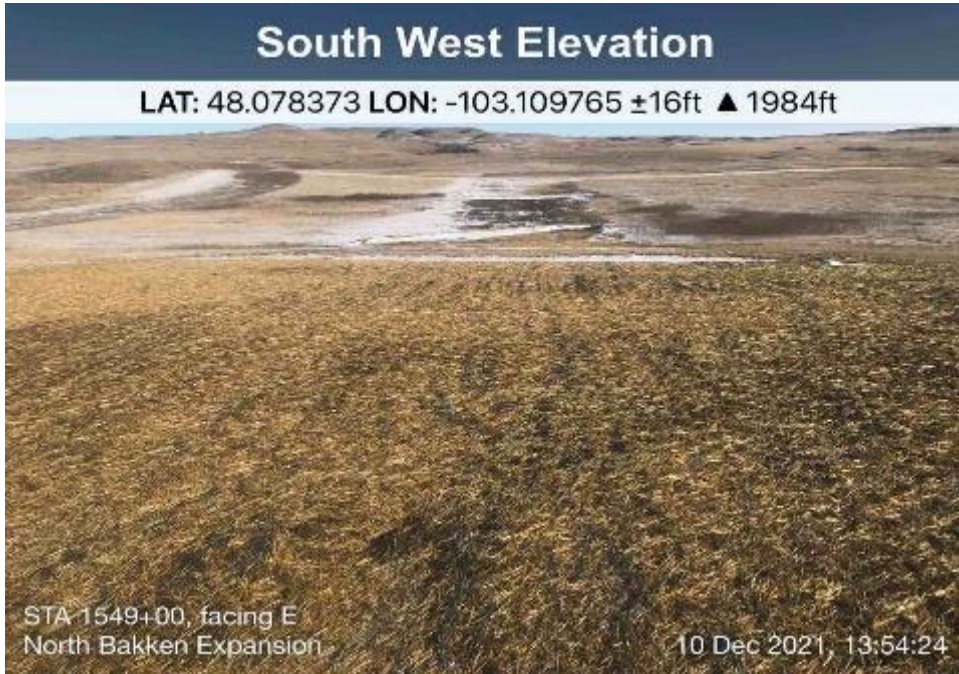 South West Elevation
LAT: 48.078373 LON: -103.109765 ±16ft ▲ 1984ft
STA 1549+00, facing E
North Bakken Expansion
10 Dec 2021, 13:54:24